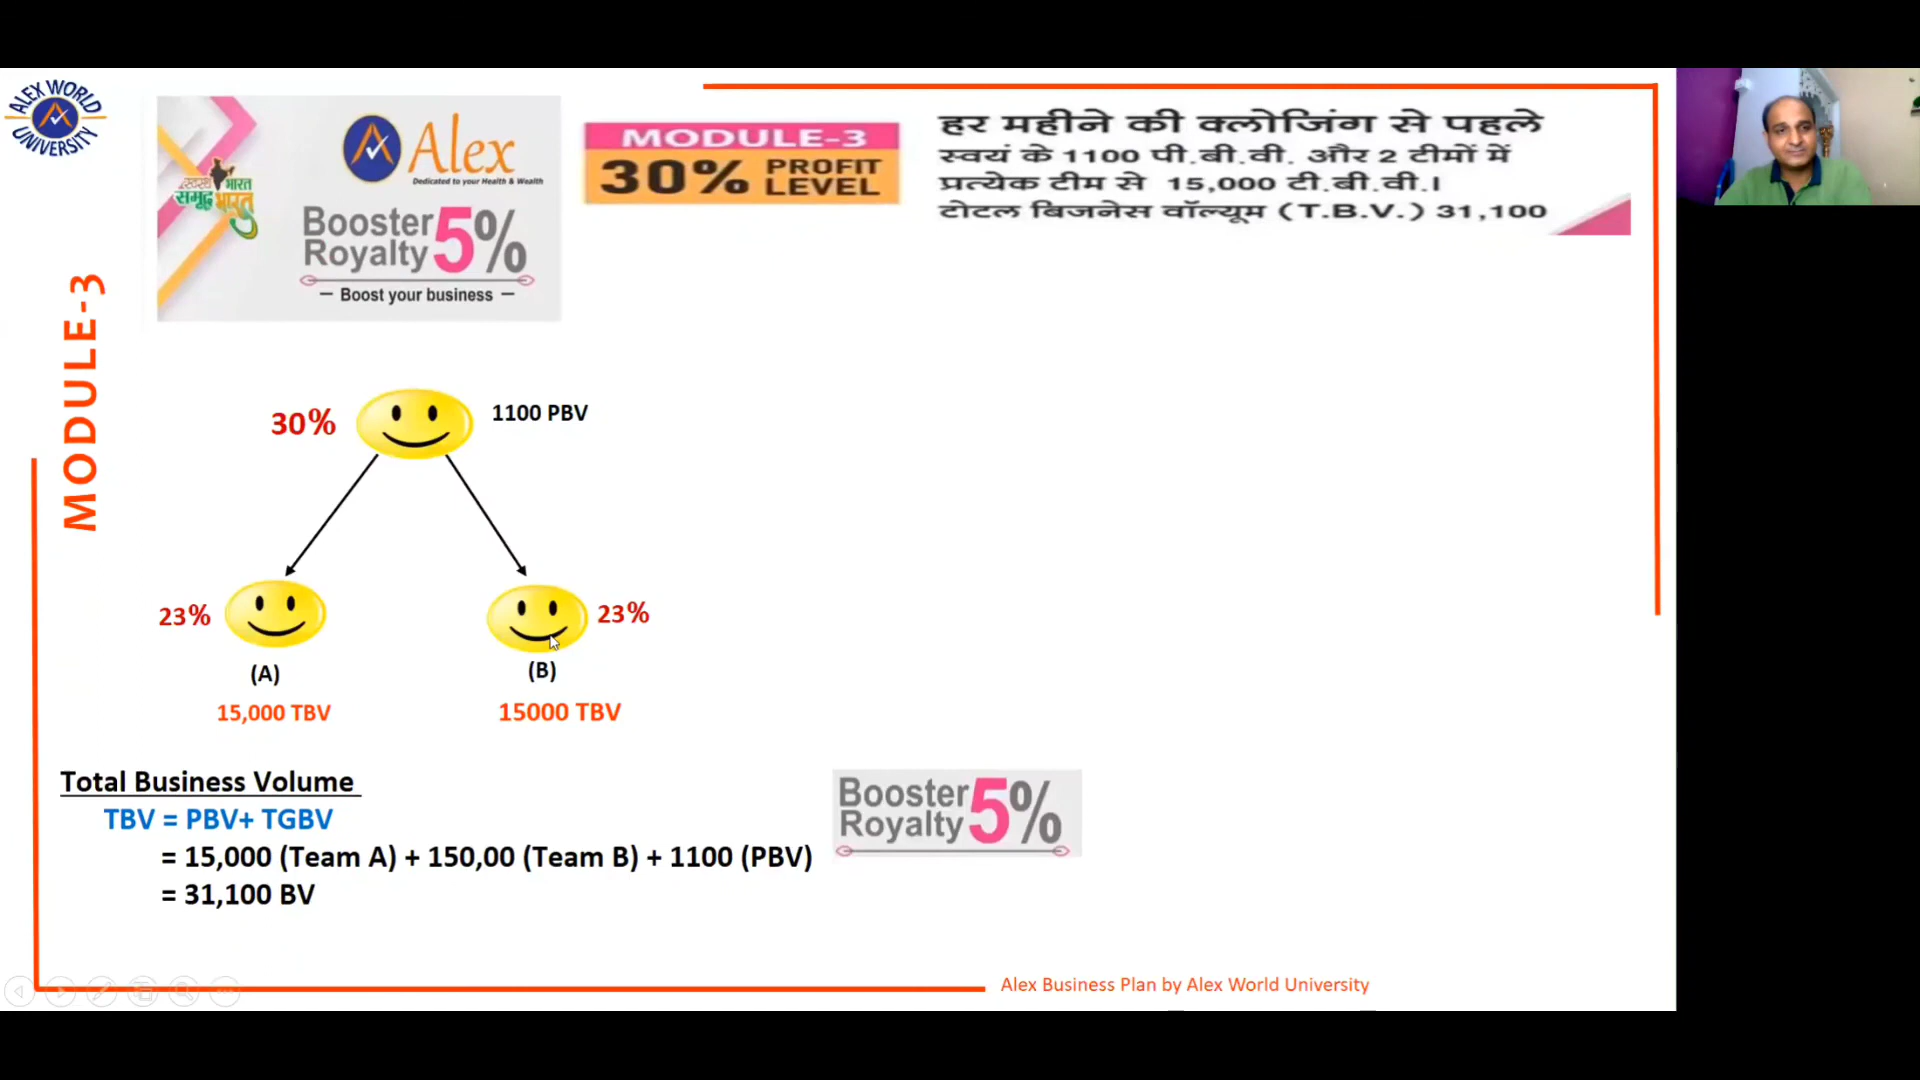 ALEX WORLD
UNIVERSITY
स्वस्थ भारत
समृद्ध भारत
Alex
Dedicated to your Health & Wealth
Booster
Royalty 5%
— Boost your business —
MODULE-3
30% PROFIT LEVEL
हर महीने की क्लोजिंग से पहले
स्वयं के 1100 पी.बी.वी. और 2 टीमों में
प्रत्येक टीम से 15,000 टी.बी.वी.।
टोटल बिजनेस वॉल्यूम (T.B.V.) 31,100
MODULE-3
30%
1100 PBV
23%
23%
(A)
(B)
15,000 TBV
15000 TBV
Total Business Volume
TBV = PBV+ TGBV
= 15,000 (Team A) + 150,00 (Team B) + 1100 (PBV)
= 31,100 BV
Booster
Royalty 5%
Alex Business Plan by Alex World University